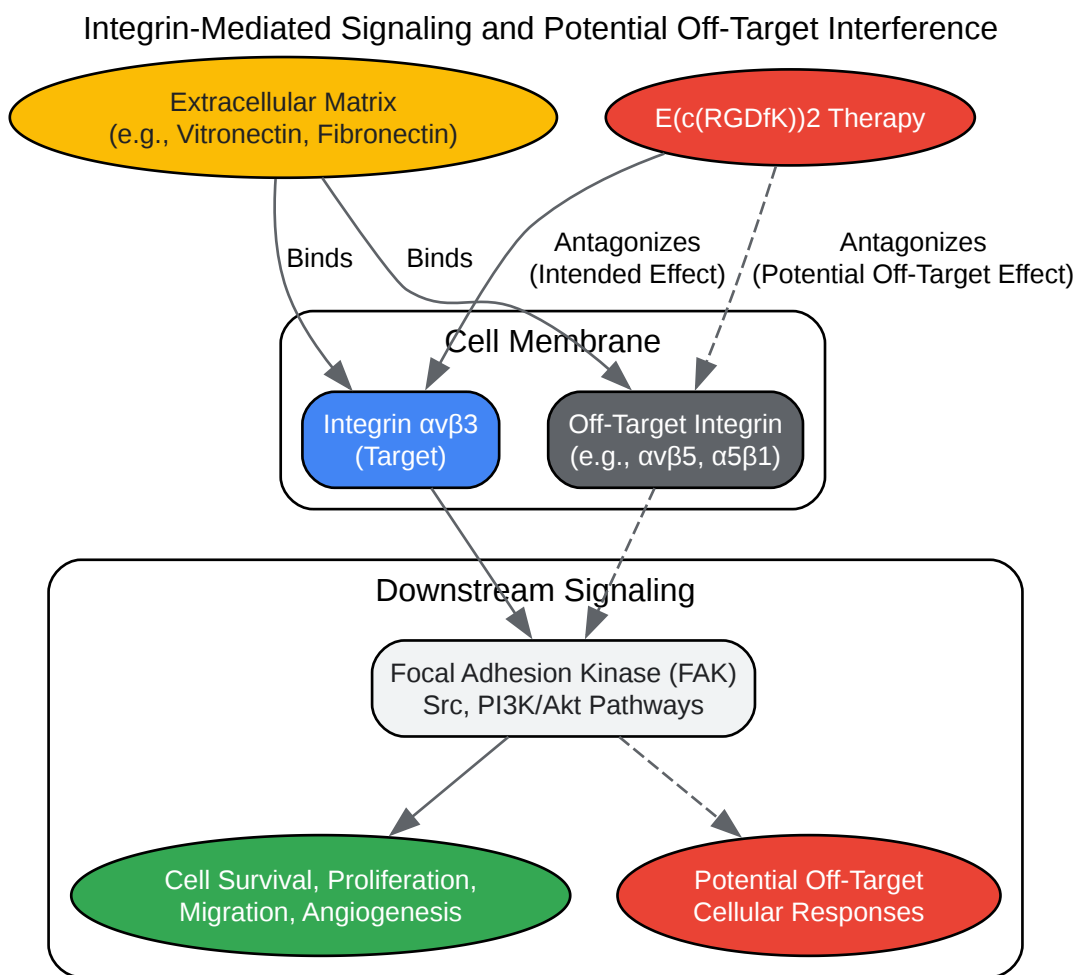 Integrin-Mediated Signaling and Potential Off-Target Interference
Extracellular Matrix
(e.g., Vitronectin, Fibronectin)
E(c(RGDfK))2 Therapy
Binds
Binds
Antagonizes
(Intended Effect)
Antagonizes
(Potential Off-Target Effect)
Cell Membrane
Integrin αvβ3
(Target)
Off-Target Integrin
(e.g., αvβ5, α5β1)
Downstream Signaling
Focal Adhesion Kinase (FAK)
Src, PI3K/Akt Pathways
Cell Survival, Proliferation,
Migration, Angiogenesis
Potential Off-Target
Cellular Responses